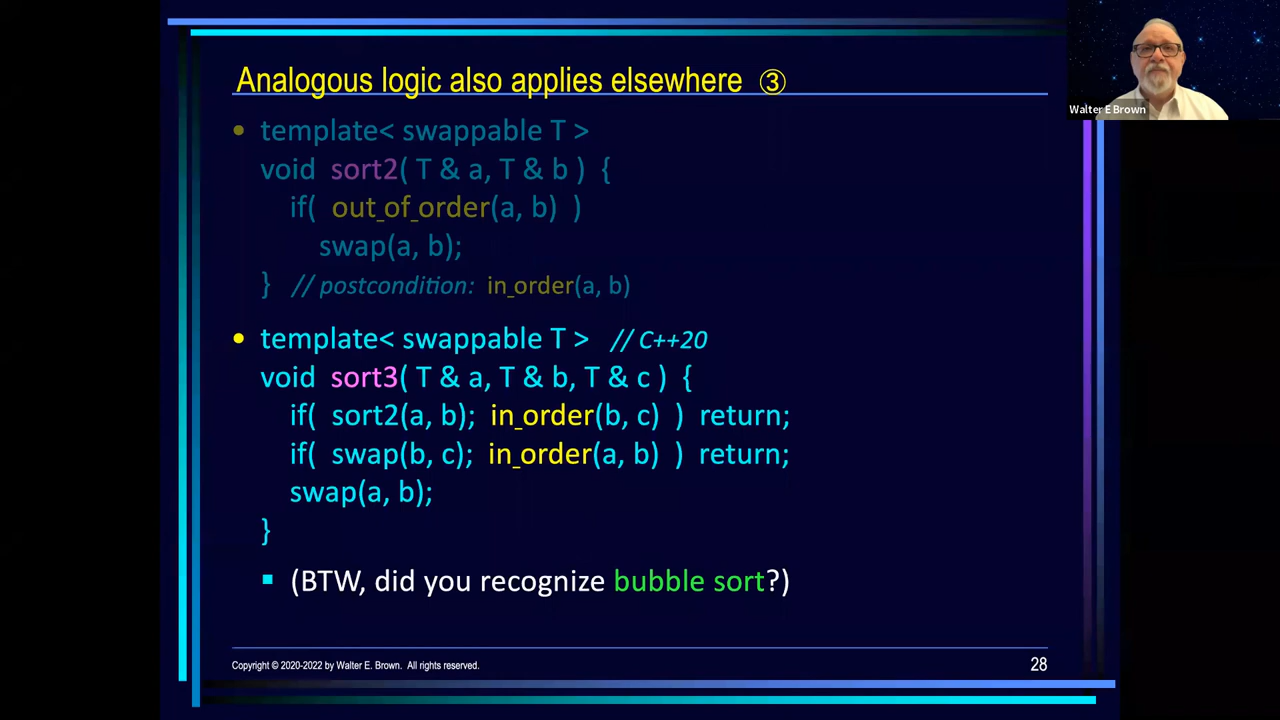 Analogous logic also applies elsewhere ③
• template< swappable T >
void sort2( T & a, T & b ) {
if( out_of_order(a, b) )
swap(a, b);
} // postcondition: in_order(a, b)
• template< swappable T > // C++20
void sort3( T & a, T & b, T & c ) {
if( sort2(a, b); in_order(b, c) ) return;
if( swap(b, c); in_order(a, b) ) return;
swap(a, b);
}
▪ (BTW, did you recognize bubble sort?)
Copyright © 2020-2022 by Walter E. Brown. All rights reserved.
28
Walter E Brown